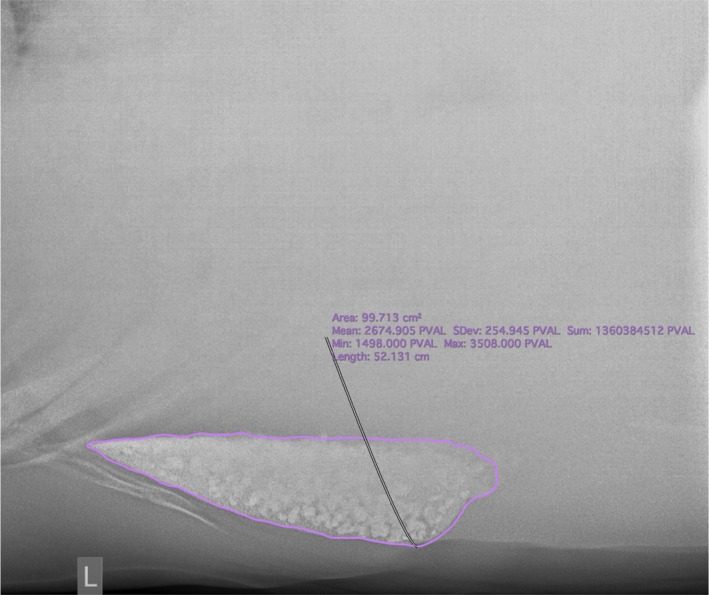 Area: 99.713 cm²
Mean: 2674.905 PVAL SDev: 254.945 PVAL Sum: 1360384512 PVAL
Min: 1498.000 PVAL Max: 3508.000 PVAL
Length: 52.131 cm
L